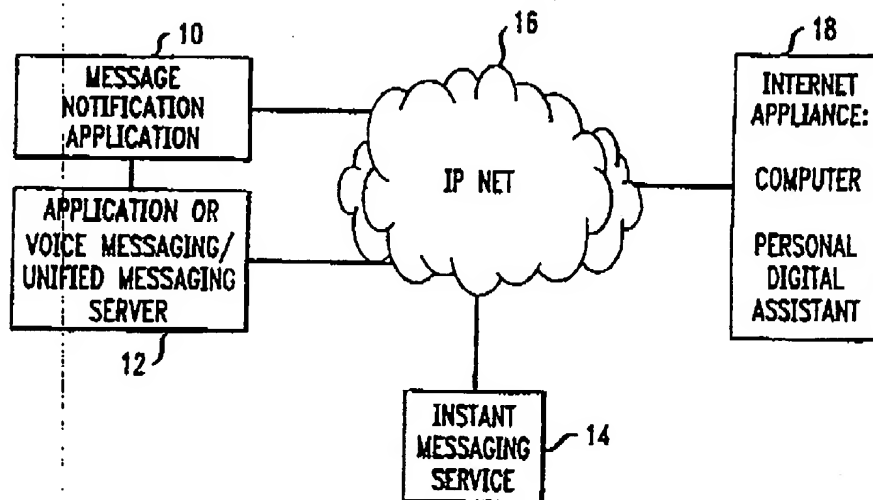 10
MESSAGE
NOTIFICATION
APPLICATION
APPLICATION OR
VOICE MESSAGING/
UNIFIED MESSAGING
SERVER
12
16
IP NET
18
INTERNET
APPLIANCE:
COMPUTER
PERSONAL
DIGITAL
ASSISTANT
INSTANT
MESSAGING
SERVICE
14